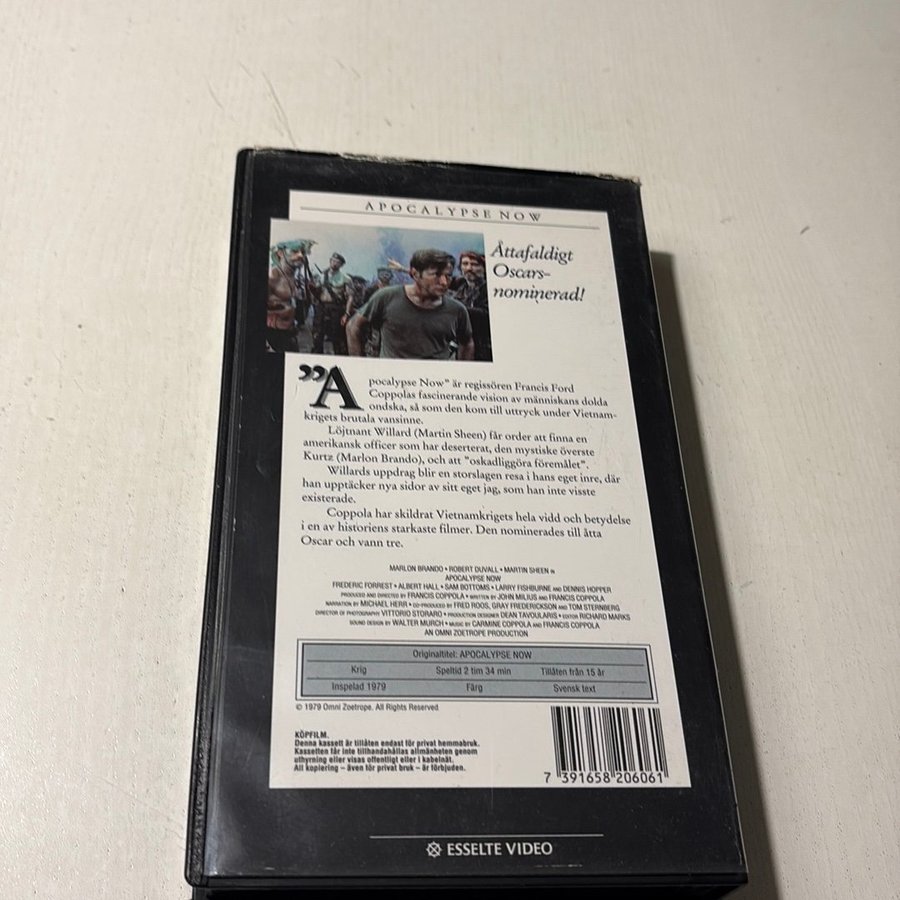 APOCALYPSE NOW
Åttafaldigt
Oscars-
nominerad!
”Apocalypse Now” är regissören Francis Ford
Coppolas fascinerande vision av människans dolda
ondska, så som den kom till uttryck under Vietnam-
krigets brutala vansinne.
Löjtnant Willard (Martin Sheen) får order att finna en
amerikansk officer som har deserterat, den mystiske överste
Kurtz (Marlon Brando), och att ”oskadliggöra föremålet”.
Willards uppdrag blir en storslagen resa i hans eget inre, där
han upptäcker nya sidor av sitt eget jag, som han inte visste
existerade.
Coppola har skildrat Vietnamkrigets hela vidd och betydelse
i en av historiens starkaste filmer. Den nominerades till åtta
Oscar och vann tre.
MARLON BRANDO • ROBERT DUVALL • MARTIN SHEEN IN
APOCALYPSE NOW
FREDERIC FORREST • ALBERT HALL • SAM BOTTOMS • LARRY FISHBURNE AND DENNIS HOPPER
PRODUCED AND DIRECTED BY FRANCIS COPPOLA • WRITTEN BY JOHN MILIUS AND FRANCIS COPPOLA
NARRATION BY MICHAEL HERR • CO-PRODUCED BY FRED ROOS, GRAY FREDERICKSON AND TOM STERNBERG
DIRECTOR OF PHOTOGRAPHY VITTORIO STORARO • PRODUCTION DESIGNER DEAN TAVOULARIS • EDITOR RICHARD MARKS
SOUND DESIGN BY WALTER MURCH • MUSIC BY CARMINE COPPOLA AND FRANCIS COPPOLA
AN OMNI ZOETROPE PRODUCTION
Originaltitel: APOCALYPSE NOW
Krig Speltid 2 tim 34 min Tillåten från 15 år
Inspelad 1979 Färg Svensk text
© 1979 Omni Zoetrope. All Rights Reserved
KÖPFILM.
Denna kassett är tillåten endast för privat hemmabruk.
Kassetten får inte tillhandahållas allmänheten genom
uthyrning eller visas offentligt eller i kabelnät.
All kopiering – även för privat bruk – är förbjuden.
7 391658 206061
ESSELTE VIDEO